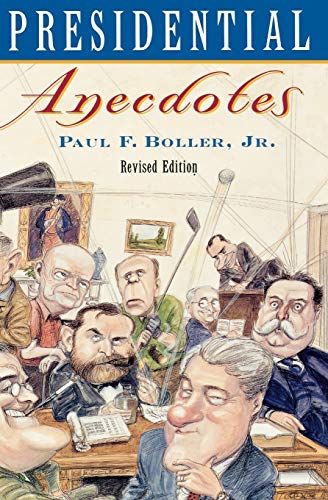 PRESIDENTIAL
Anecdotes
PAUL F. BOLLER, JR.
Revised Edition